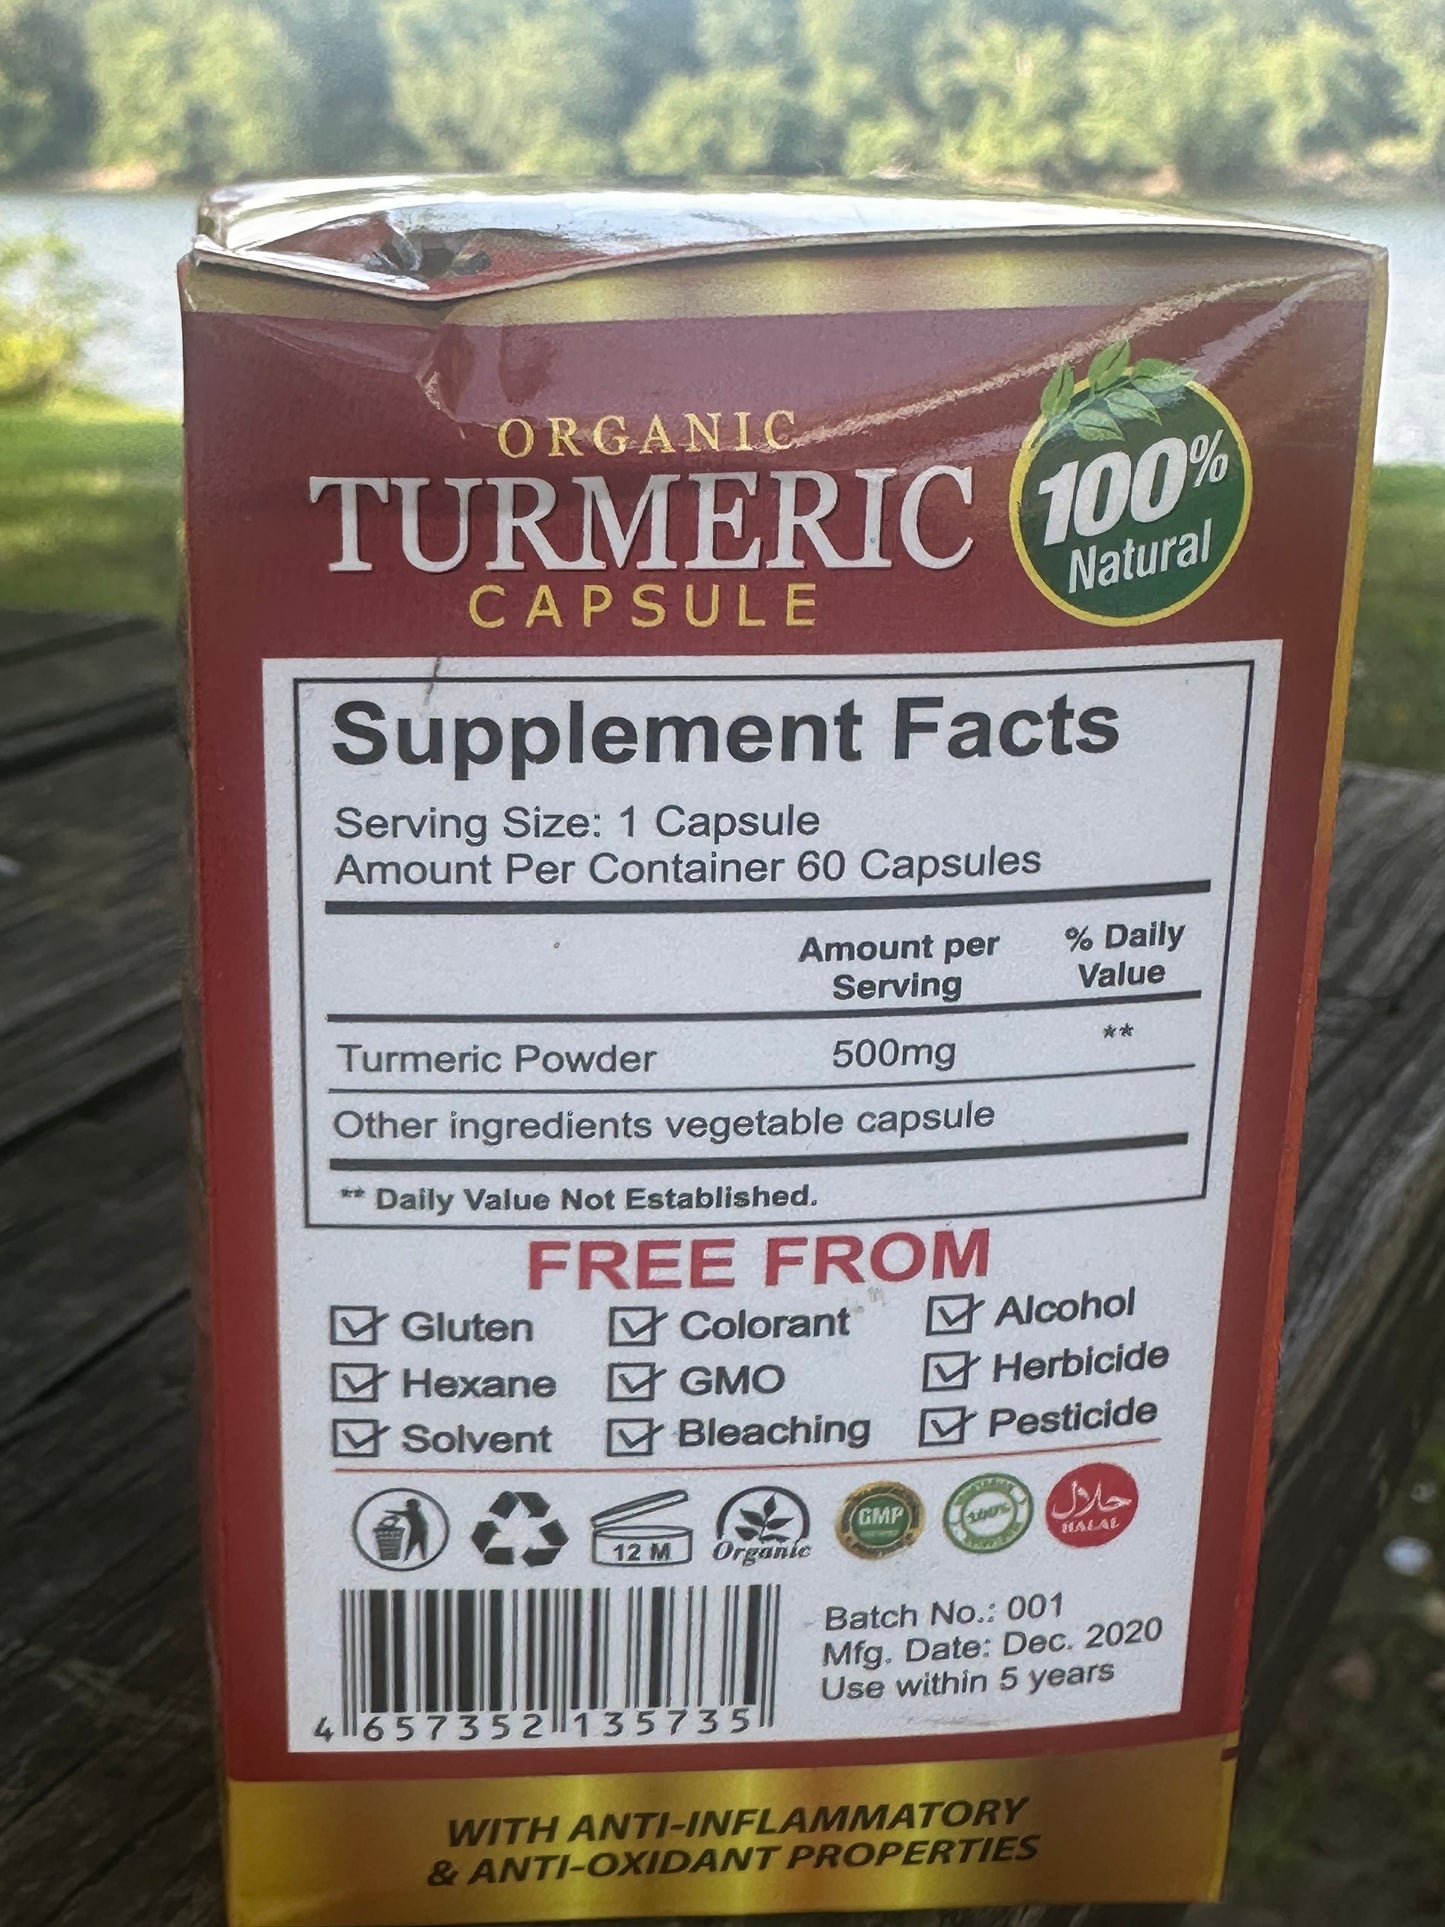 ORGANIC
TURMERIC
CAPSULE
100%
Natural
Supplement Facts
Serving Size: 1 Capsule
Amount Per Container 60 Capsules
Amount per Serving
% Daily Value
Turmeric Powder 500mg **
Other ingredients vegetable capsule
** Daily Value Not Established.
FREE FROM
Gluten Colorant Alcohol
Hexane GMO Herbicide
Solvent Bleaching Pesticide
12 M
Organic
GMP
100%
حلال
HALAL
Batch No.: 001
Mfg. Date: Dec. 2020
Use within 5 years
4 657352 135735
WITH ANTI-INFLAMMATORY
& ANTI-OXIDANT PROPERTIES